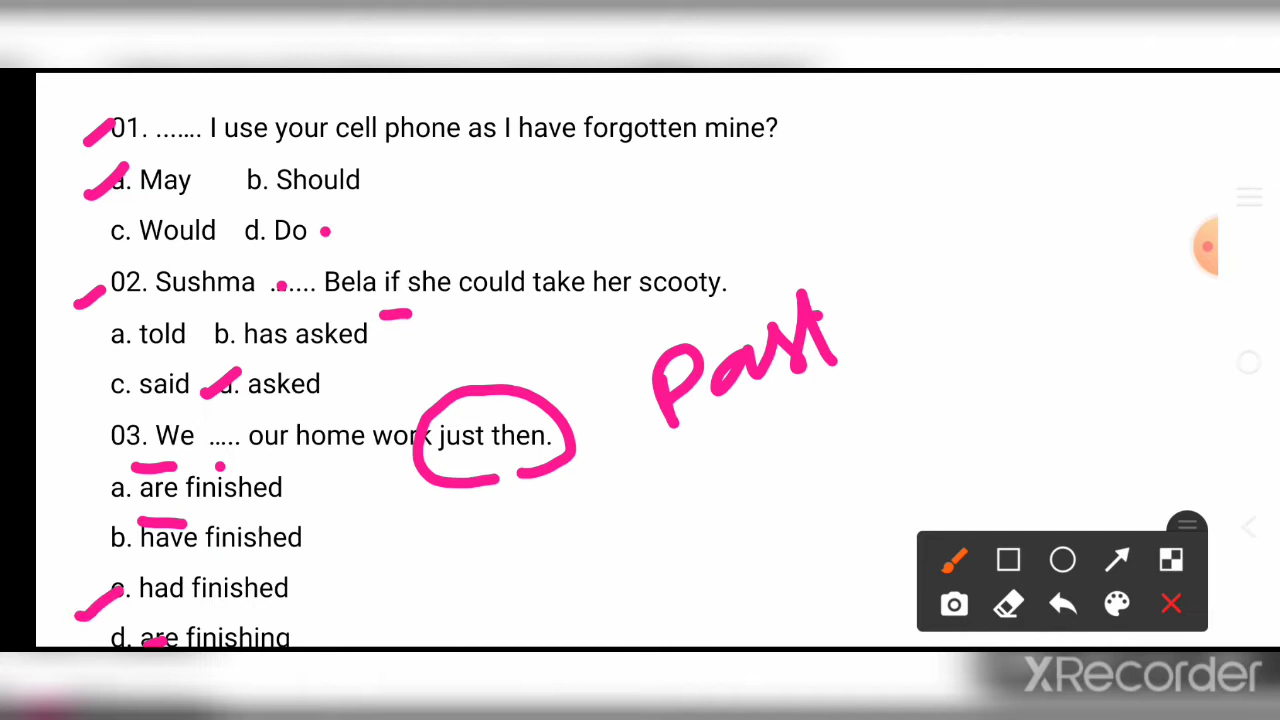 01. ....... I use your cell phone as I have forgotten mine?
a. May b. Should
c. Would d. Do
02. Sushma ....... Bela if she could take her scooty.
a. told b. has asked
c. said d. asked
Past
03. We ..... our home work just then.
a. are finished
b. have finished
c. had finished
d. are finishing
XRecorder